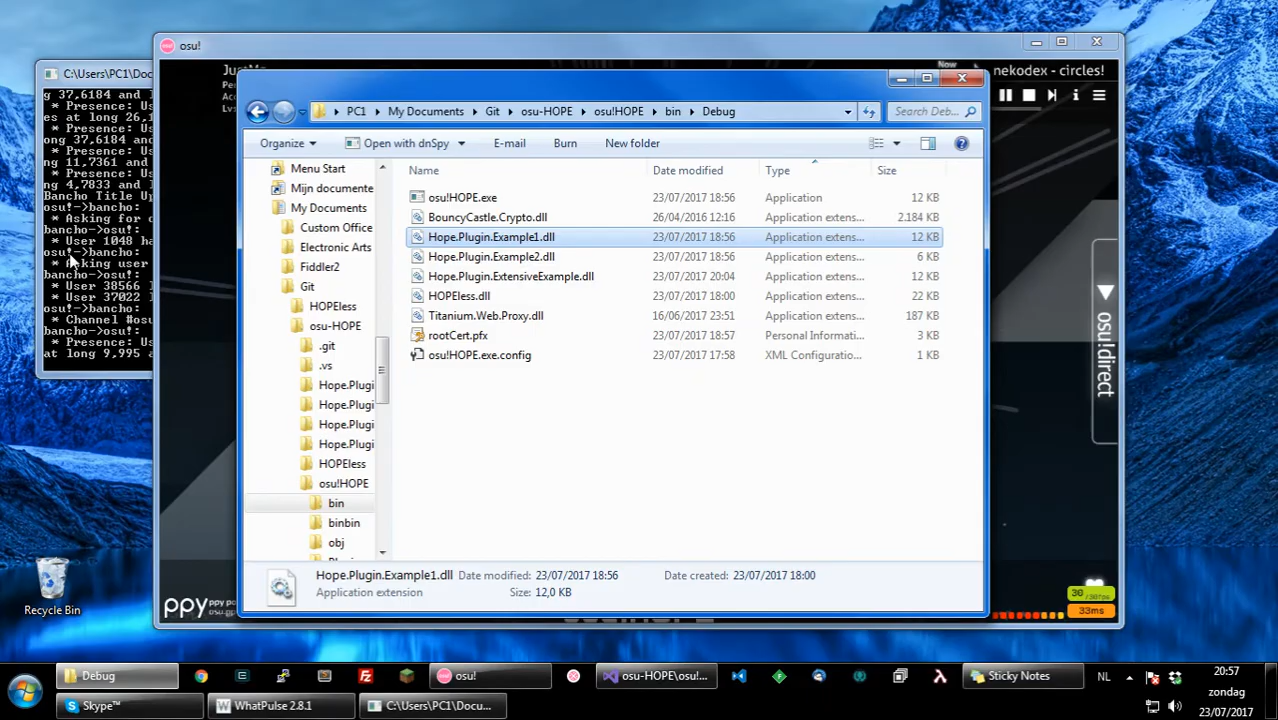 osu!
C:\Users\PC1\Doc
nekodex - circles!
Now
g 37,6184 and
* Presence: Us
es at long 26,1
* Presence: Us
ong 37,6184 and
* Presence: Us
ng 11,7361 and
* Presence: Us
g 4,7833 and
Bancho Title Up
osu!->bancho:
* Asking for
bancho->osu!:
* User 1048 ha
osu!->bancho:
* Asking user
bancho->osu!:
* User 38566
* User 37022
osu!->bancho:
* Channel #osu
bancho->osu!:
* Presence: Us
at long 9,995 a
PC1 My Documents Git osu-HOPE osu!HOPE bin Debug
Search Deb...
Organize Open with dnSpy E-mail Burn New folder
Menu Start
Mijn documente
My Documents
Custom Office
Electronic Arts
Fiddler2
Git
HOPEless
osu-HOPE
.git
.vs
Hope.Plugi
Hope.Plugi
Hope.Plugi
Hope.Plugi
HOPEless
osu!HOPE
bin
binbin
obj
Name Date modified Type Size
osu!HOPE.exe 23/07/2017 18:56 Application 12 KB
BouncyCastle.Crypto.dll 26/04/2016 12:16 Application extens... 2.184 KB
Hope.Plugin.Example1.dll 23/07/2017 18:56 Application extens... 12 KB
Hope.Plugin.Example2.dll 23/07/2017 18:56 Application extens... 6 KB
Hope.Plugin.ExtensiveExample.dll 23/07/2017 20:04 Application extens... 12 KB
HOPEless.dll 23/07/2017 18:00 Application extens... 22 KB
Titanium.Web.Proxy.dll 16/06/2017 23:51 Application extens... 187 KB
rootCert.pfx 23/07/2017 18:57 Personal Informati... 3 KB
osu!HOPE.exe.config 23/07/2017 17:58 XML Configuratio... 1 KB
Hope.Plugin.Example1.dll Date modified: 23/07/2017 18:56 Date created: 23/07/2017 18:00
Application extension Size: 12,0 KB
osu!direct
Recycle Bin
ppy
30
33ms
Debug
osu!
osu-HOPE\osu!...
Sticky Notes
NL
20:57
zondag
23/07/2017
Skype™
WhatPulse 2.8.1
C:\Users\PC1\Docu...